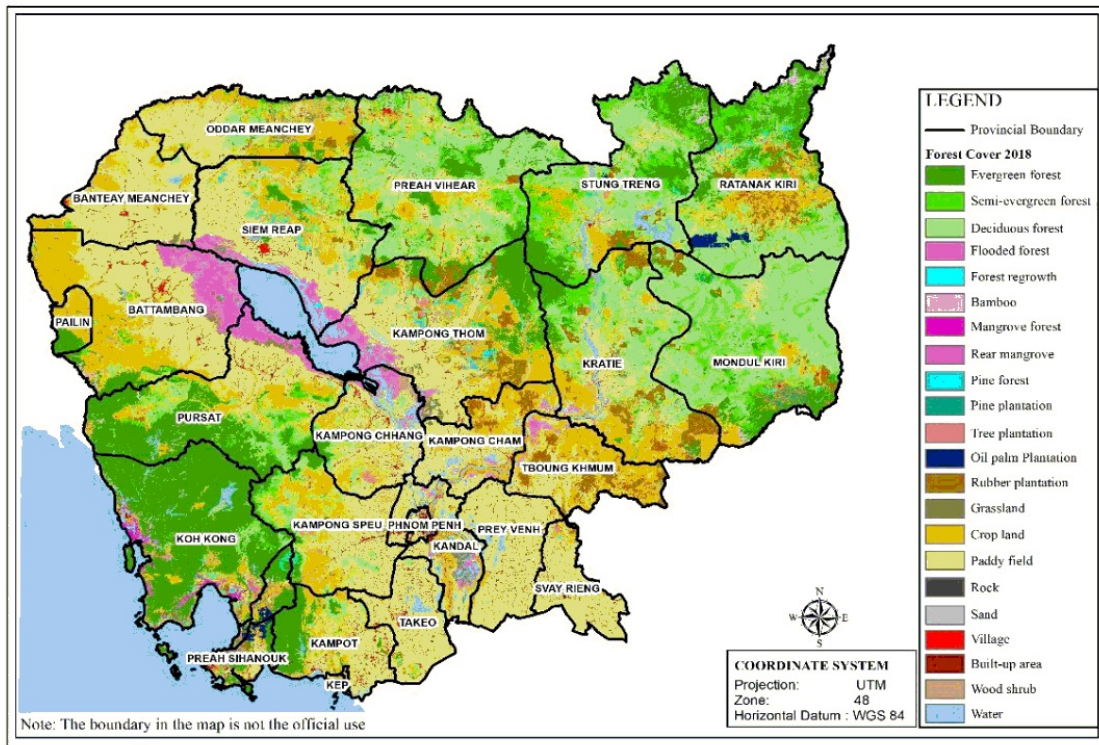 ODDAR MEANCHEY
BANTEAY MEANCHEY
PREAH VIHEAR
STUNG TRENG
RATANAK KIRI
SIEM REAP
BATTAMBANG
PAILIN
KAMPONG THOM
KRATIE
MONDUL KIRI
PURSAT
KAMPONG CHHANG
KAMPONG CHAM
TBOUNG KHMUM
KOH KONG
KAMPONG SPEU
PHNOM PENH
PREY VENH
KANDAL
SVAY RIENG
TAKEO
KAMPOT
PREAH SIHANOUK
KEP
Note: The boundary in the map is not the official use
LEGEND
Provincial Boundary
Forest Cover 2018
Evergreen forest
Semi-evergreen forest
Deciduous forest
Flooded forest
Forest regrowth
Bamboo
Mangrove forest
Rear mangrove
Pine forest
Pine plantation
Tree plantation
Oil palm Plantation
Rubber plantation
Grassland
Crop land
Paddy field
Rock
Sand
Village
Built-up area
Wood shrub
Water
N
W E
S
COORDINATE SYSTEM
Projection: UTM
Zone: 48
Horizontal Datum : WGS 84